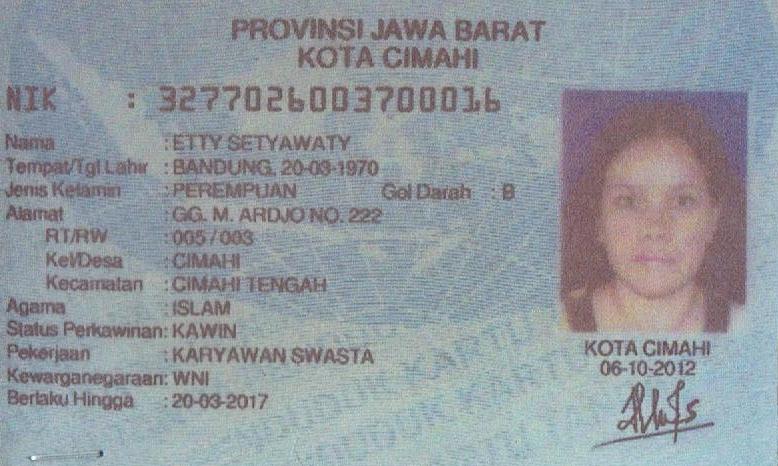 PROVINSI JAWA BARAT
KOTA CIMAHI
NIK : 3277026003700016
Nama : ETTY SETYAWATY
Tempat/Tgl Lahir : BANDUNG, 20-03-1970
Jenis Kelamin : PEREMPUAN Gol Darah : B
Alamat : GG. M. ARDJO NO. 222
RT/RW : 005 / 003
Kel/Desa : CIMAHI
Kecamatan : CIMAHI TENGAH
Agama : ISLAM
Status Perkawinan: KAWIN
Pekerjaan : KARYAWAN SWASTA
Kewarganegaraan: WNI
Berlaku Hingga : 20-03-2017
KOTA CIMAHI
06-10-2012